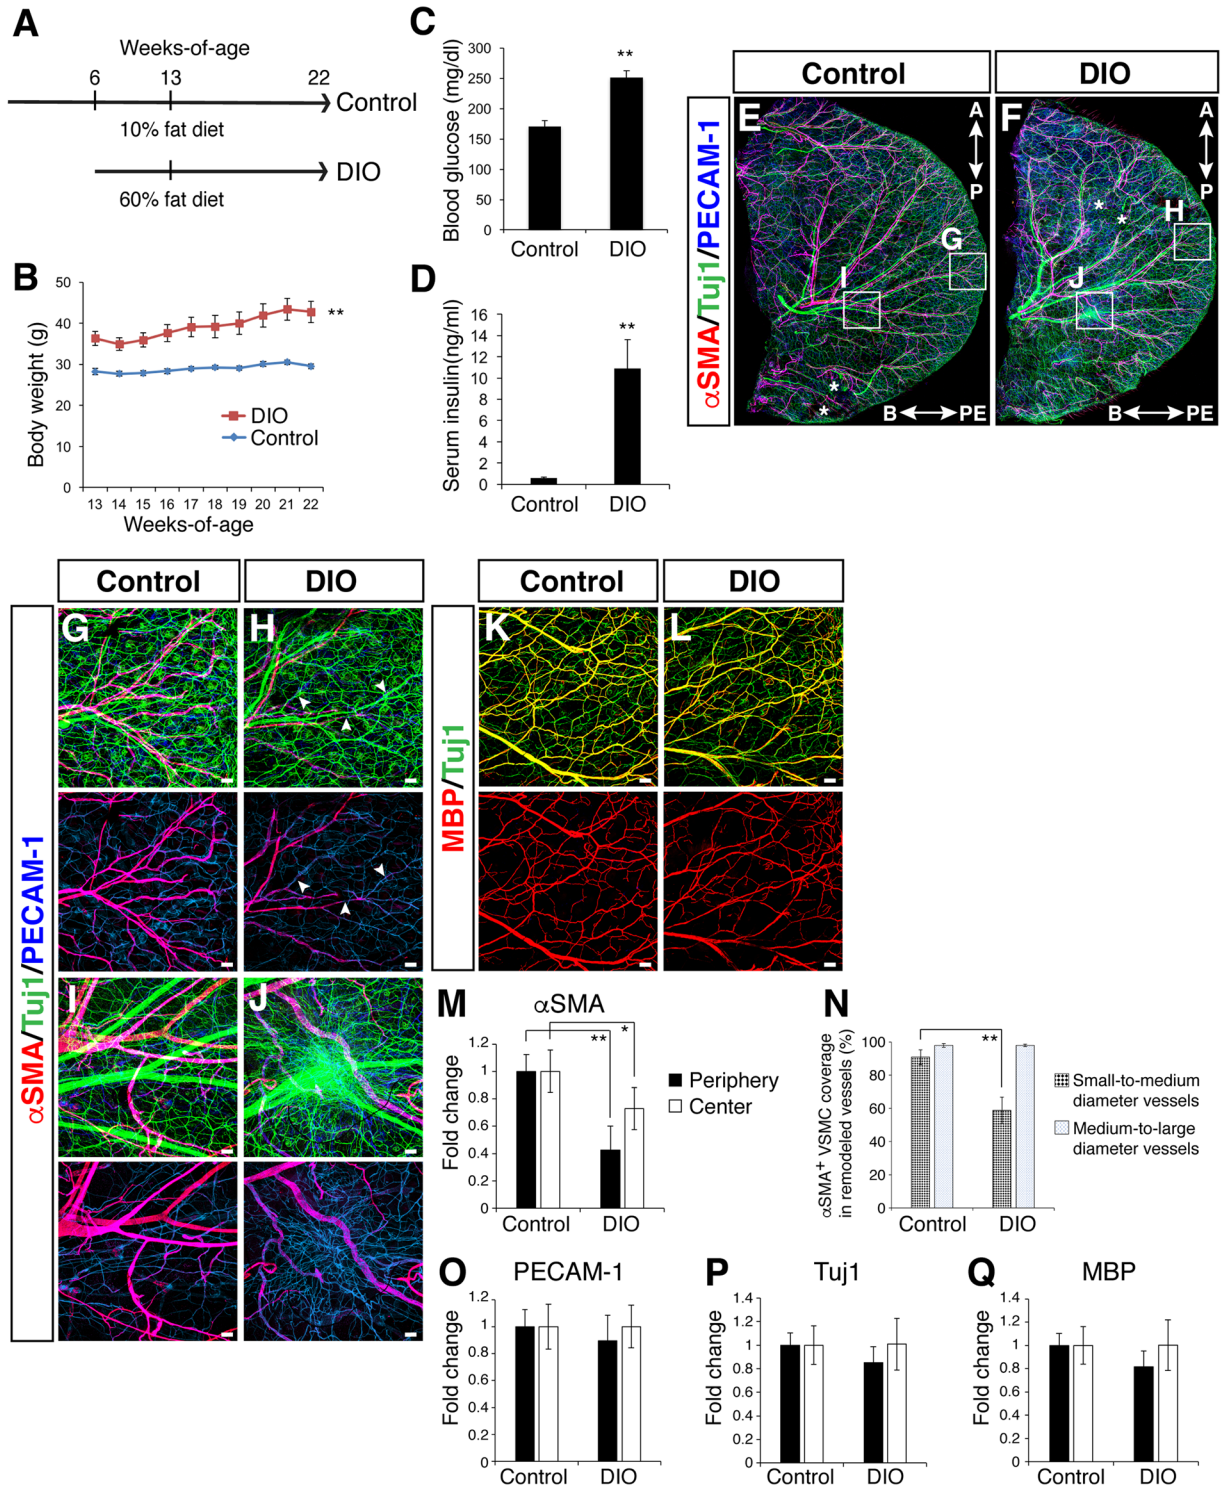 A
Weeks-of-age
6 13 22
Control
10% fat diet
DIO
60% fat diet
B
Body weight (g)
50
40
30
20
10
0
**
DIO
Control
13 14 15 16 17 18 19 20 21 22
Weeks-of-age
C
Blood glucose (mg/dl)
300
250
200
150
100
50
0
**
Control DIO
D
Serum insulin(ng/ml)
16
14
12
10
8
6
4
2
0
**
Control DIO
Control DIO
αSMA/Tuj1/PECAM-1
E
A
P
G
I
*
*
B PE
F
A
P
H
J
*
*
B PE
Control DIO
αSMA/Tuj1/PECAM-1
G
H
I
J
Control DIO
MBP/Tuj1
K
L
M
αSMA
Fold change
1.2
1
0.8
0.6
0.4
0.2
0
**
*
Periphery
Center
Control DIO
N
αSMA+ VSMC coverage
in remodeled vessels (%)
100
80
60
40
20
0
**
Small-to-medium
diameter vessels
Medium-to-large
diameter vessels
Control DIO
O
PECAM-1
Fold change
1.2
1
0.8
0.6
0.4
0.2
0
Control DIO
P
Tuj1
Fold change
1.4
1.2
1
0.8
0.6
0.4
0.2
0
Control DIO
Q
MBP
Fold change
1.4
1.2
1
0.8
0.6
0.4
0.2
0
Control DIO